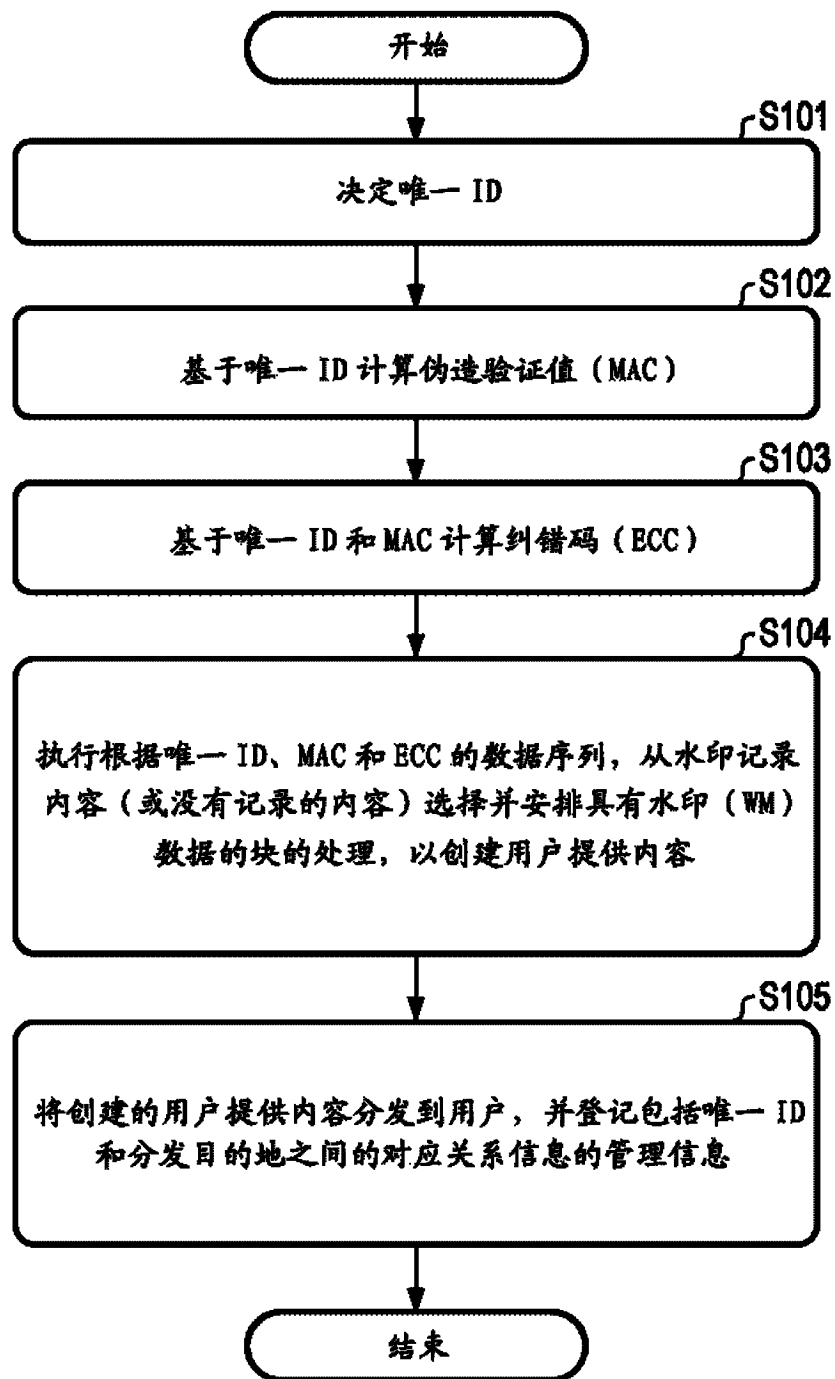 开始
S101
决定唯一 ID
S102
基于唯一 ID 计算伪造验证值 (MAC)
S103
基于唯一 ID 和 MAC 计算纠错码 (ECC)
S104
执行根据唯一 ID、MAC 和 ECC 的数据序列，从水印记录
内容 (或没有记录的内容) 选择并安排具有水印 (WM)
数据的块的处理，以创建用户提供内容
S105
将创建的用户提供内容分发到用户，并登记包括唯一 ID
和分发目的地之间的对应关系信息的管理信息
结束